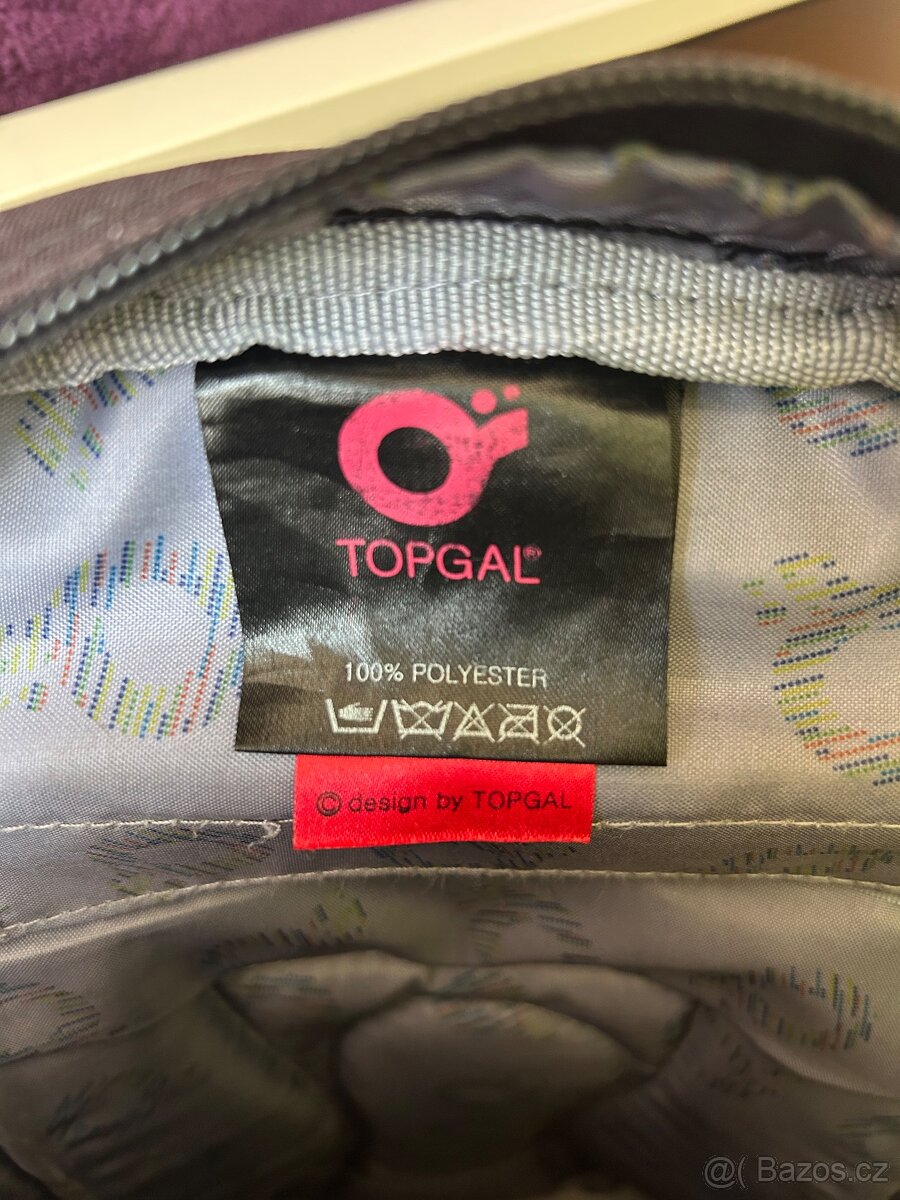 TOPGAL®
100% POLYESTER
© design by TOPGAL
@( Bazos.cz